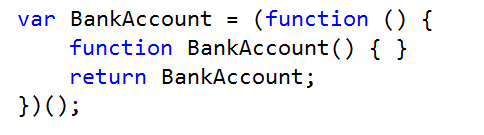 var BankAccount = (function () {
    function BankAccount() { }
    return BankAccount;
})();